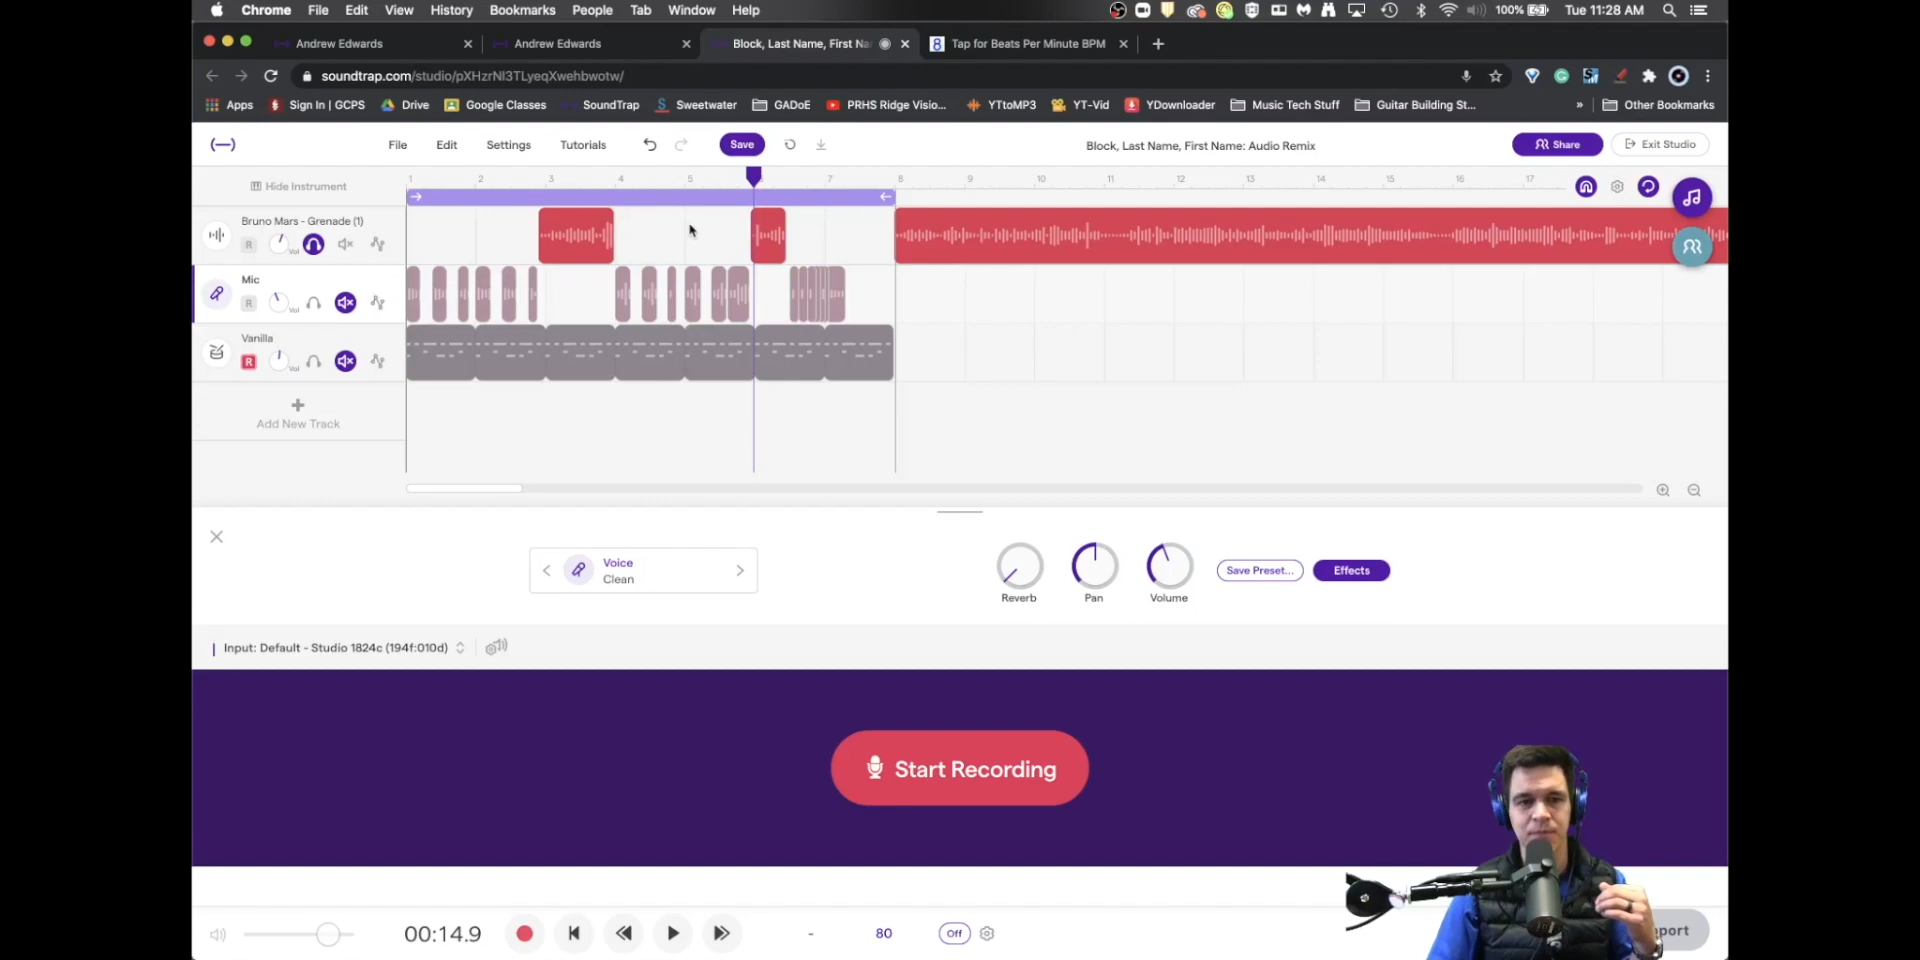 Chrome File Edit View History Bookmarks People Tab Window Help 100% Tue 11:28 AM
Andrew Edwards Andrew Edwards Block, Last Name, First Na 8 Tap for Beats Per Minute BPM
soundtrap.com/studio/pXHzrNl3TLyeqXwehbwotw/
Apps Sign In | GCPS Drive Google Classes SoundTrap S Sweetwater GADoE PRHS Ridge Visio... YTtoMP3 YT-Vid YDownloader Music Tech Stuff Guitar Building St... » Other Bookmarks
File Edit Settings Tutorials Save Block, Last Name, First Name: Audio Remix Share Exit Studio
Hide Instrument 1 2 3 4 5 6 7 8 9 10 11 12 13 14 15 16 17
Bruno Mars - Grenade (1)
R Vol
Mic
R Vol
Vanilla
R Vol
Add New Track
Voice
Clean
Reverb Pan Volume Save Preset... Effects
Input: Default - Studio 1824c (194f:010d)
Start Recording
00:14.9 - 80 Off port